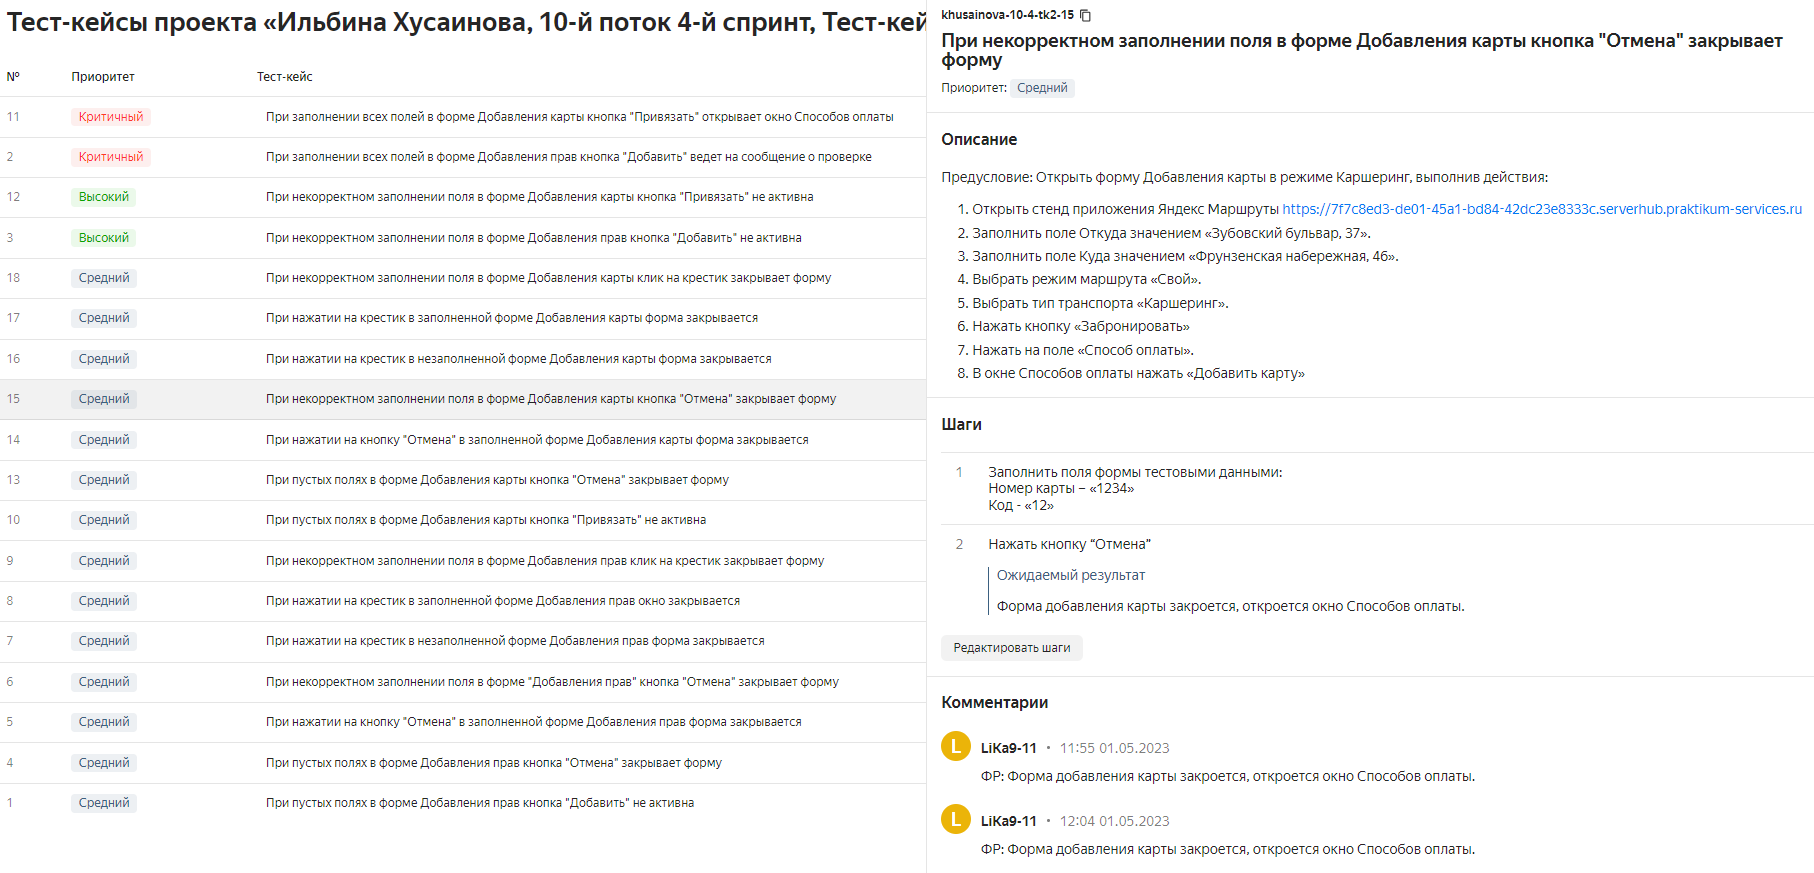 Тест-кейсы проекта «Ильбина Хусаинова, 10-й поток 4-й спринт, Тест-кей
№ Приоритет Тест-кейс
11 Критичный При заполнении всех полей в форме Добавления карты кнопка "Привязать" открывает окно Способов оплаты
2 Критичный При заполнении всех полей в форме Добавления прав кнопка "Добавить" ведет на сообщение о проверке
12 Высокий При некорректном заполнении поля в форме Добавления карты кнопка "Привязать" не активна
3 Высокий При некорректном заполнении поля в форме Добавления прав кнопка "Добавить" не активна
18 Средний При некорректном заполнении поля в форме Добавления карты клик на крестик закрывает форму
17 Средний При нажатии на крестик в заполненной форме Добавления карты форма закрывается
16 Средний При нажатии на крестик в незаполненной форме Добавления карты форма закрывается
15 Средний При некорректном заполнении поля в форме Добавления карты кнопка "Отмена" закрывает форму
14 Средний При нажатии на кнопку "Отмена" в заполненной форме Добавления карты форма закрывается
13 Средний При пустых полях в форме Добавления карты кнопка "Отмена" закрывает форму
10 Средний При пустых полях в форме Добавления карты кнопка "Привязать" не активна
9 Средний При некорректном заполнении поля в форме Добавления прав клик на крестик закрывает форму
8 Средний При нажатии на крестик в заполненной форме Добавления прав окно закрывается
7 Средний При нажатии на крестик в незаполненной форме Добавления прав форма закрывается
6 Средний При некорректном заполнении поля в форме "Добавления прав" кнопка "Отмена" закрывает форму
5 Средний При нажатии на кнопку "Отмена" в заполненной форме Добавления прав форма закрывается
4 Средний При пустых полях в форме Добавления прав кнопка "Отмена" закрывает форму
1 Средний При пустых полях в форме Добавления прав кнопка "Добавить" не активна
khusainova-10-4-tk2-15
При некорректном заполнении поля в форме Добавления карты кнопка "Отмена" закрывает
форму
Приоритет: Средний
Описание
Предусловие: Открыть форму Добавления карты в режиме Каршеринг, выполнив действия:
1. Открыть стенд приложения Яндекс Маршруты https://7f7c8ed3-de01-45a1-bd84-42dc23e8333c.serverhub.praktikum-services.ru
2. Заполнить поле Откуда значением «Зубовский бульвар, 37».
3. Заполнить поле Куда значением «Фрунзенская набережная, 46».
4. Выбрать режим маршрута «Свой».
5. Выбрать тип транспорта «Каршеринг».
6. Нажать кнопку «Забронировать»
7. Нажать на поле «Способ оплаты».
8. В окне Способов оплаты нажать «Добавить карту»
Шаги
1 Заполнить поля формы тестовыми данными:
Номер карты – «1234»
Код - «12»
2 Нажать кнопку “Отмена”
Ожидаемый результат
Форма добавления карты закроется, откроется окно Способов оплаты.
Редактировать шаги
Комментарии
L LiKa9-11 • 11:55 01.05.2023
ФР: Форма добавления карты закроется, откроется окно Способов оплаты.
L LiKa9-11 • 12:04 01.05.2023
ФР: Форма добавления карты закроется, откроется окно Способов оплаты.